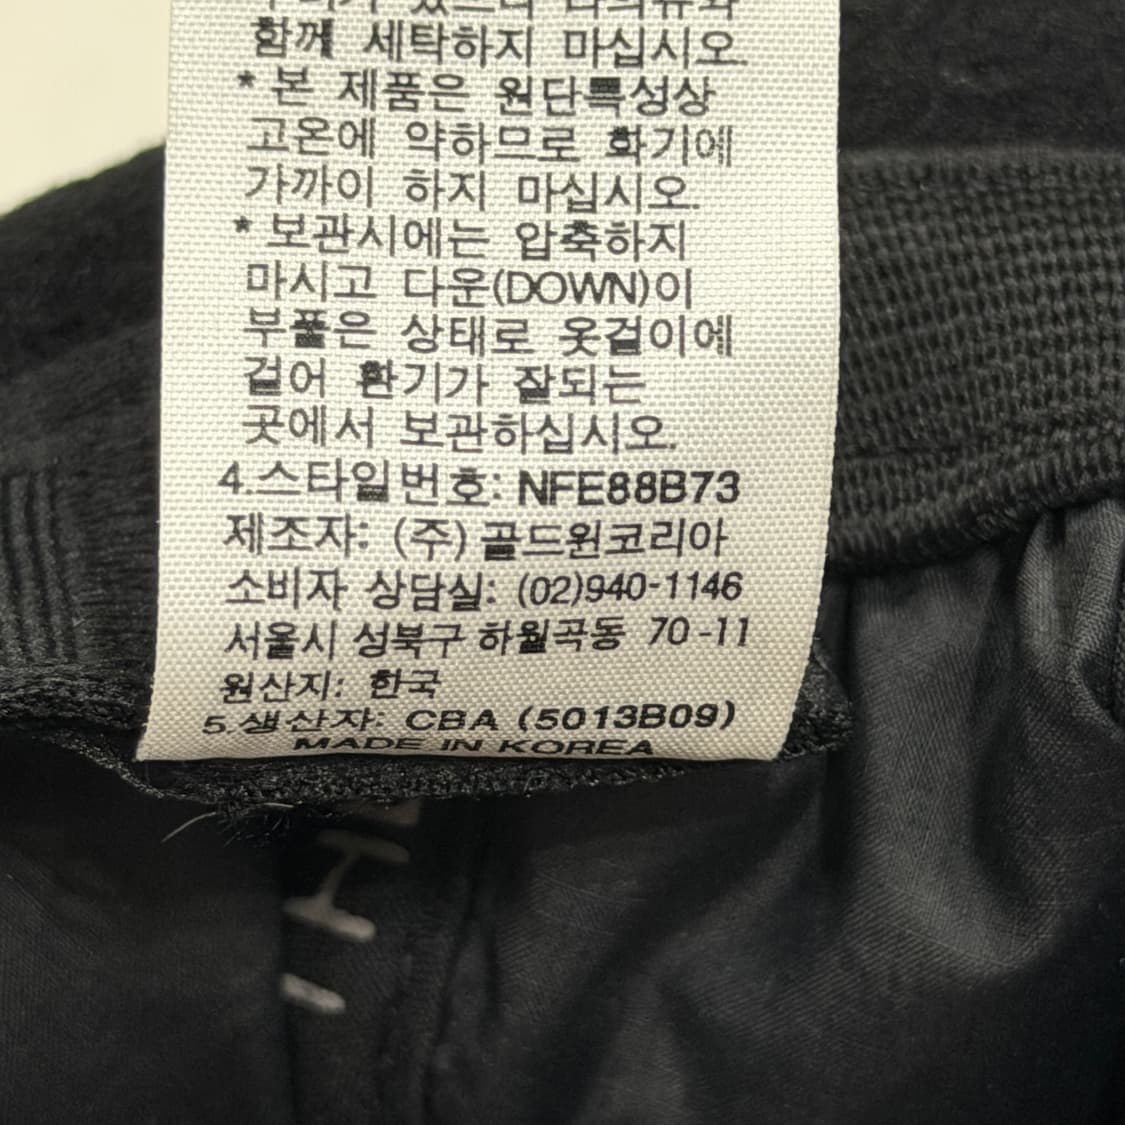 함께 세탁하지 마십시오.
* 본 제품은 원단특성상
고온에 약하므로 화기에
가까이 하지 마십시오.
* 보관시에는 압축하지
마시고 다운(DOWN)이
부풀은 상태로 옷걸이에
걸어 환기가 잘되는
곳에서 보관하십시오.
4.스타일번호: NFE88B73
제조자: (주) 골드윈코리아
소비자 상담실: (02)940-1146
서울시 성북구 하월곡동 70-11
원산지: 한국
5.생산자: CBA (5013B09)
MADE IN KOREA